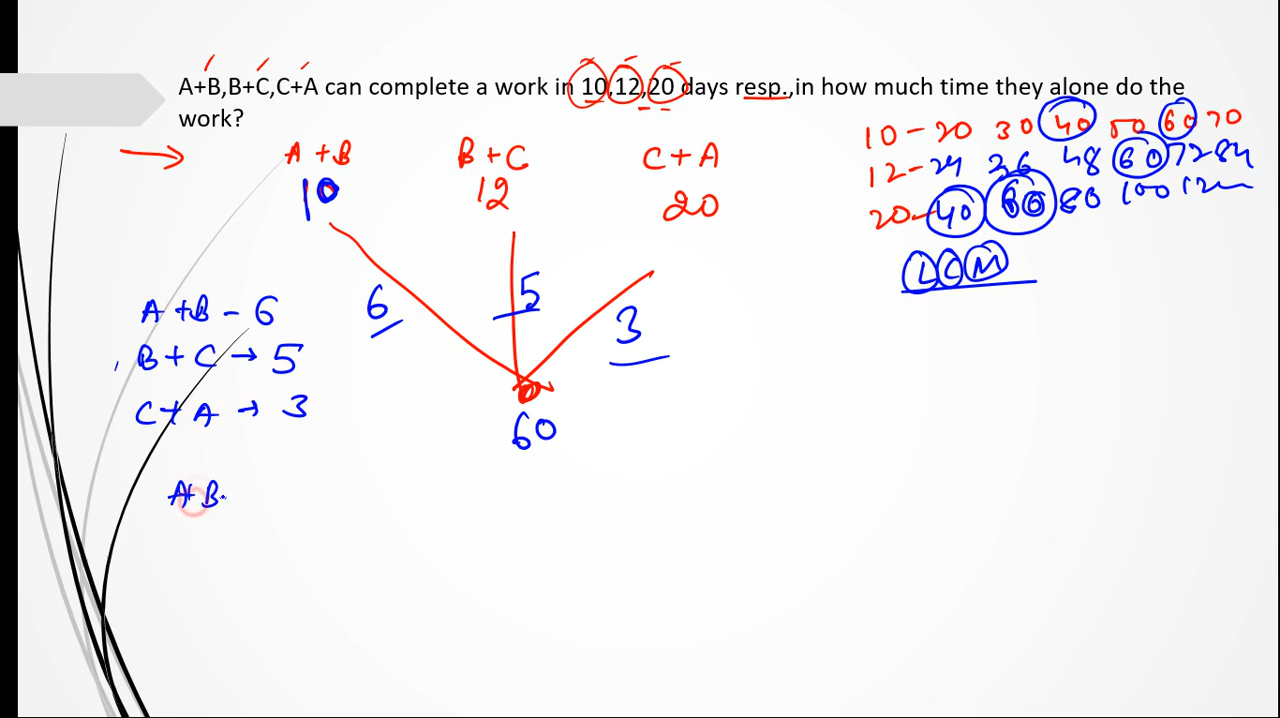 A+B,B+C,C+A can complete a work in 10,12,20 days resp.,in how much time they alone do the
work?
10 - 20 30 40 50 60 70
12 - 24 36 48 60 72 84
20 - 40 60 80 100 120
LCM
A + B B + C C + A
10 12 20
6 5 3
60
A + B - 6
B + C → 5
C + A → 3
A+ B